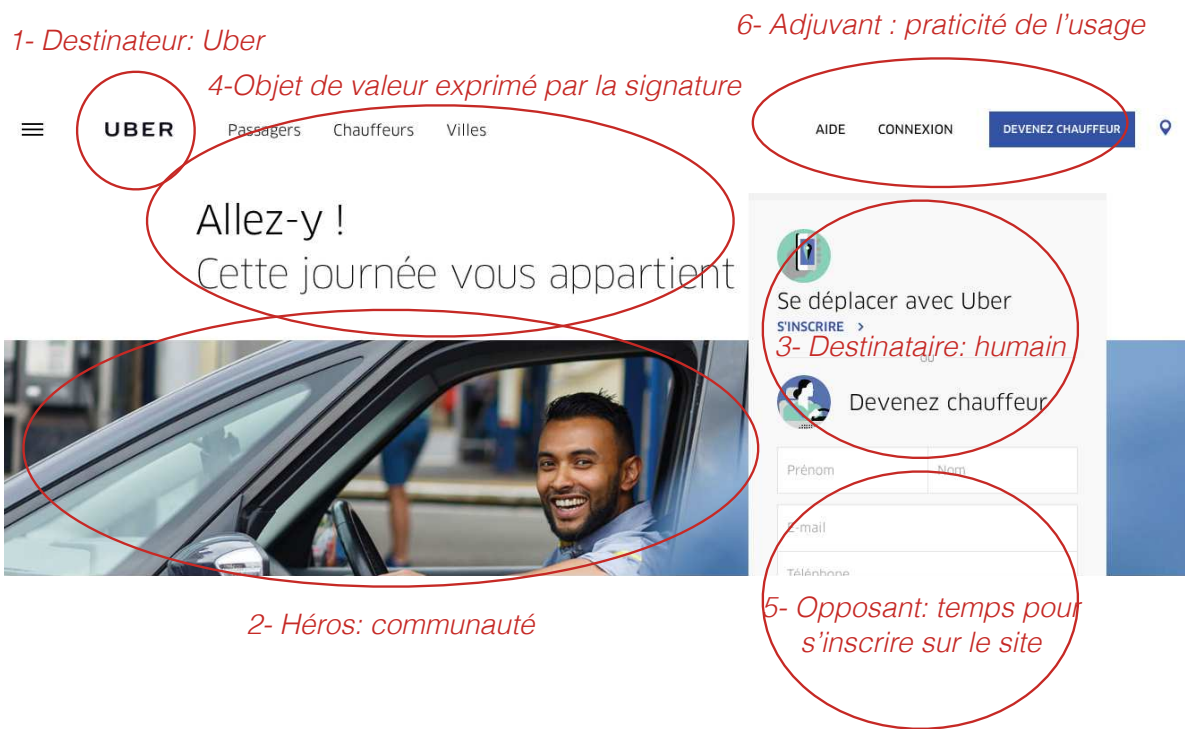 6- Adjuvant : praticité de l'usage
1- Destinateur: Uber
4-Objet de valeur exprimé par la signature
UBER Passagers Chauffeurs Villes AIDE CONNEXION DEVENEZ CHAUFFEUR
Allez-y !
Cette journée vous appartient
Se déplacer avec Uber
S'INSCRIRE >
3- Destinataire: humain
ou
Devenez chauffeur
Prénom Nom
E-mail
Téléphone
5- Opposant: temps pour
s'inscrire sur le site
2- Héros: communauté